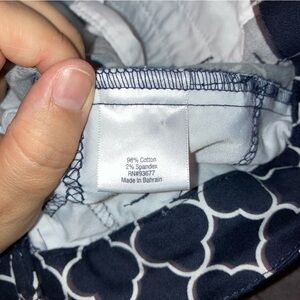 98% Cotton
2% Spandex
RN#93677
Made In Bahrain